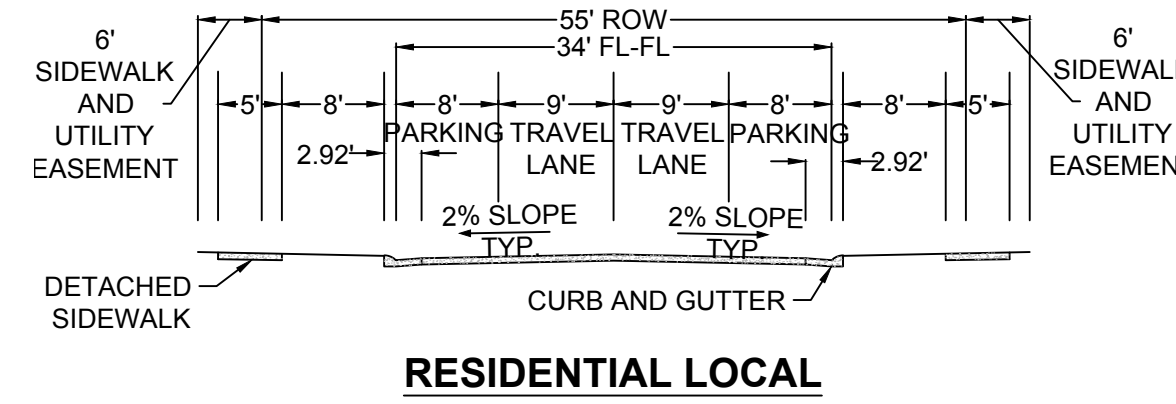 55' ROW
34' FL-FL
6'
SIDEWALK
AND
UTILITY
EASEMENT
5'
8'
8'
PARKING
9'
TRAVEL
LANE
9'
TRAVEL
LANE
8'
PARKING
8'
5'
6'
SIDEWALK
AND
UTILITY
EASEMEN
2.92'
2.92'
2% SLOPE
TYP.
2% SLOPE
TYP
DETACHED
SIDEWALK
CURB AND GUTTER
RESIDENTIAL LOCAL